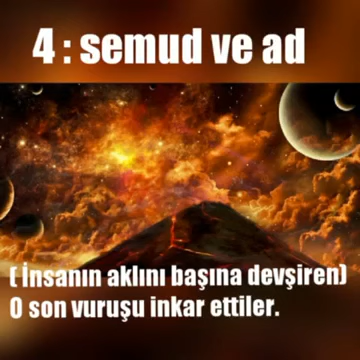 4 : semud ve ad
( İnsanın aklını başına devşiren)
O son vuruşu inkar ettiler.